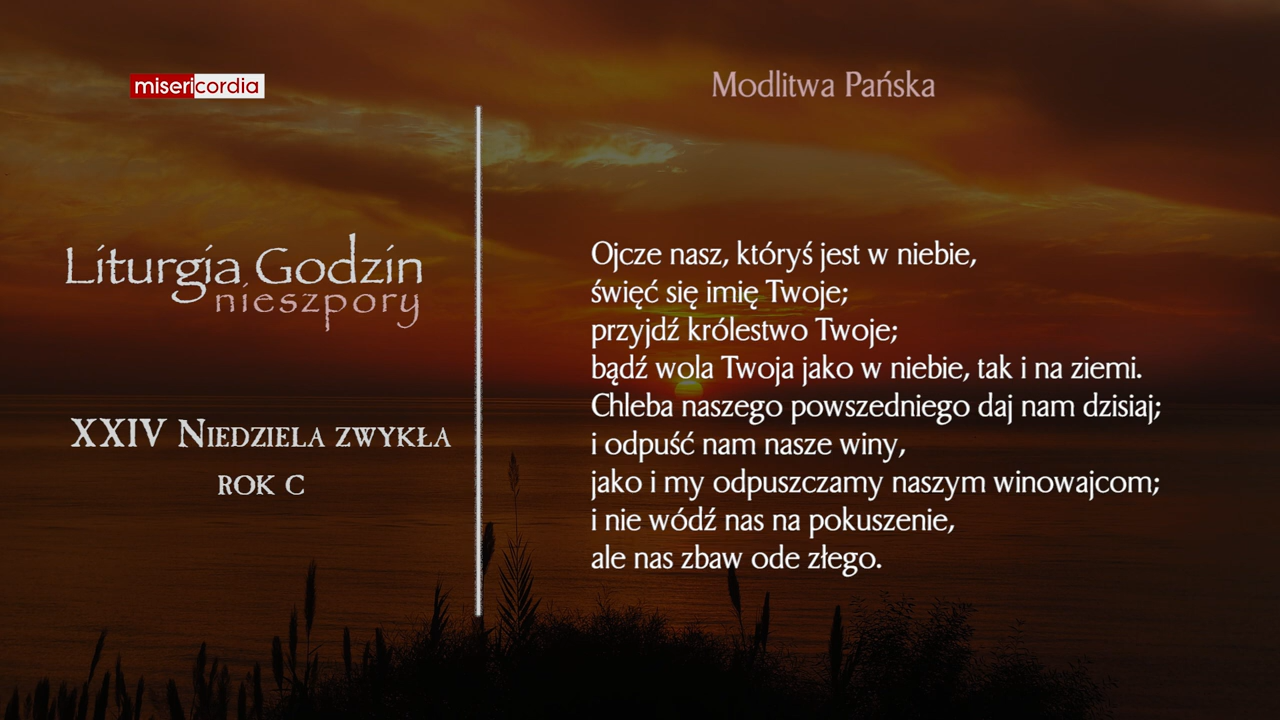 misericordia
Liturgia Godzin
nieszpory
XXIV Niedziela zwykła
rok C
Modlitwa Pańska
Ojcze nasz, któryś jest w niebie,
święć się imię Twoje;
przyjdź królestwo Twoje;
bądź wola Twoja jako w niebie, tak i na ziemi.
Chleba naszego powszedniego daj nam dzisiaj;
i odpuść nam nasze winy,
jako i my odpuszczamy naszym winowajcom;
i nie wódź nas na pokuszenie,
ale nas zbaw ode złego.